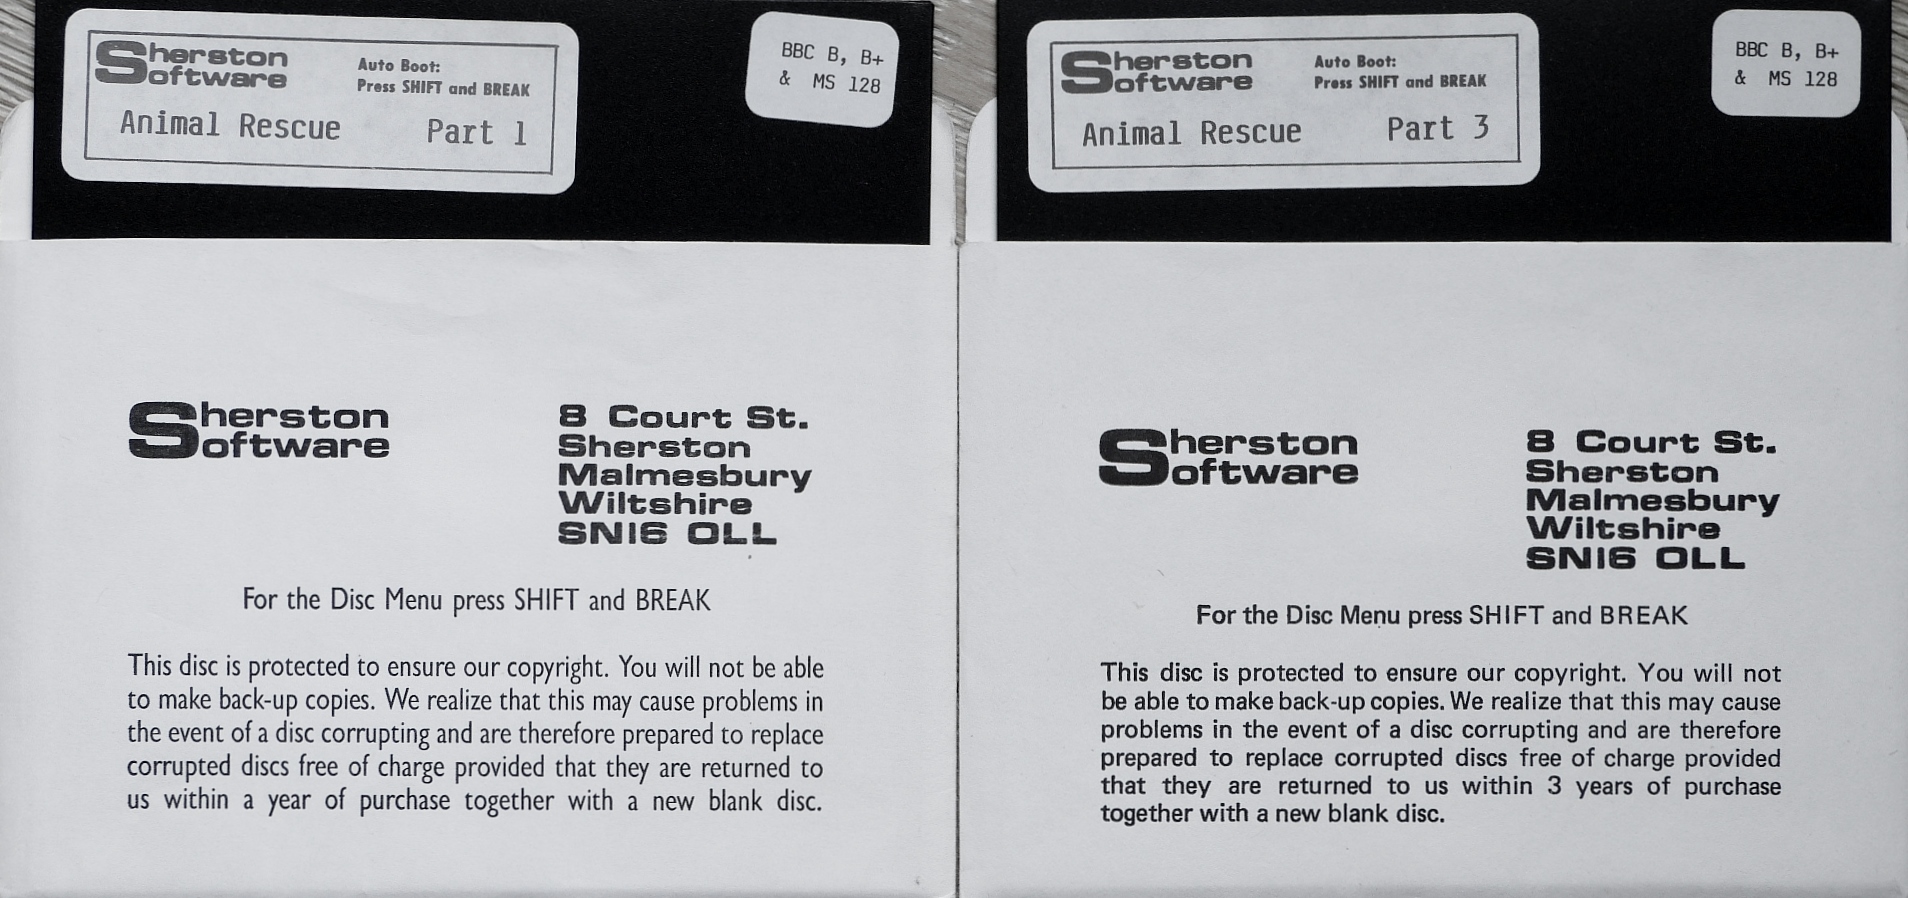 Sherston
Software
Auto Boot:
Press SHIFT and BREAK
Animal Rescue Part 1
BBC B, B+
& MS 128
Sherston
Software
8 Court St.
Sherston
Malmesbury
Wiltshire
SN16 OLL
For the Disc Menu press SHIFT and BREAK
This disc is protected to ensure our copyright. You will not be able
to make back-up copies. We realize that this may cause problems in
the event of a disc corrupting and are therefore prepared to replace
corrupted discs free of charge provided that they are returned to
us within a year of purchase together with a new blank disc.
Sherston
Software
Auto Boot:
Press SHIFT and BREAK
Animal Rescue Part 3
BBC B, B+
& MS 128
Sherston
Software
8 Court St.
Sherston
Malmesbury
Wiltshire
SN16 OLL
For the Disc Menu press SHIFT and BREAK
This disc is protected to ensure our copyright. You will not
be able to make back-up copies. We realize that this may cause
problems in the event of a disc corrupting and are therefore
prepared to replace corrupted discs free of charge provided
that they are returned to us within 3 years of purchase
together with a new blank disc.